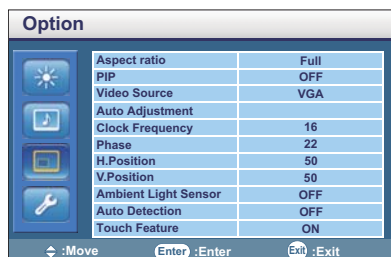 Option
Aspect ratio Full
PIP OFF
Video Source VGA
Auto Adjustment
Clock Frequency 16
Phase 22
H.Position 50
V.Position 50
Ambient Light Sensor OFF
Auto Detection OFF
Touch Feature ON
:Move Enter :Enter Exit :Exit